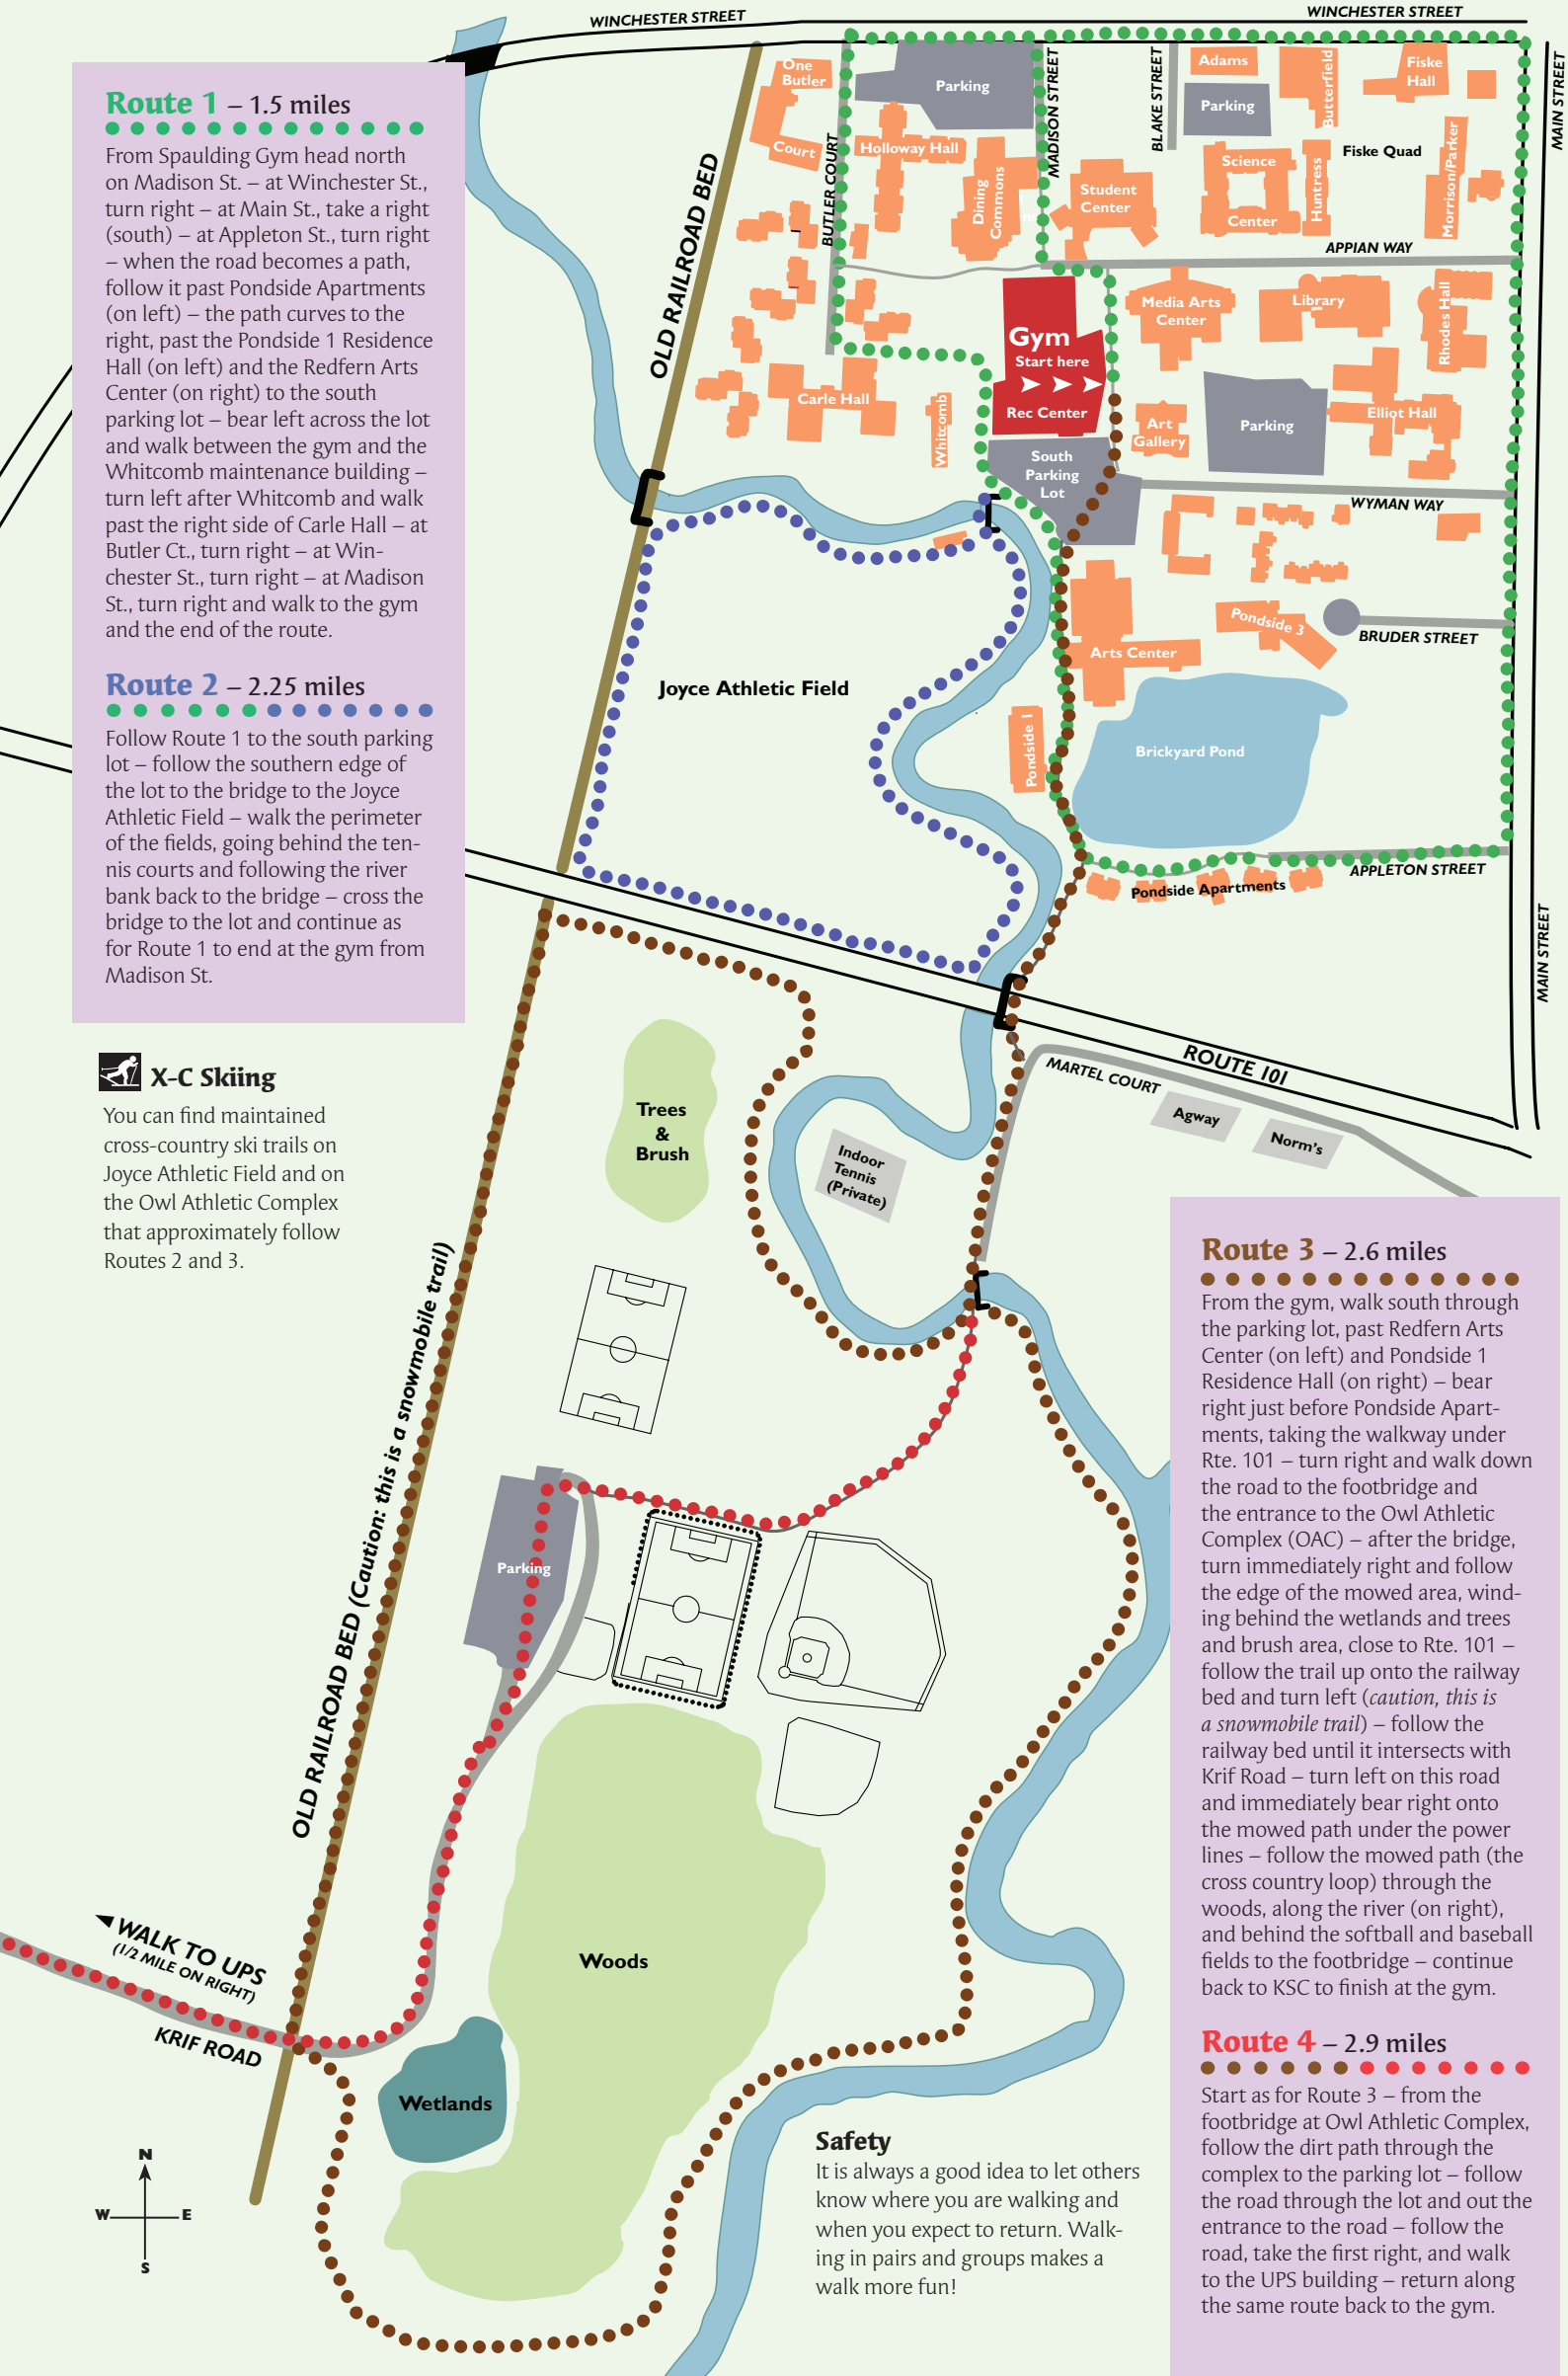 WINCHESTER STREET
WINCHESTER STREET
MAIN STREET
Route 1 – 1.5 miles
From Spaulding Gym head north
on Madison St. – at Winchester St.,
turn right – at Main St., take a right
(south) – at Appleton St., turn right
– when the road becomes a path,
follow it past Pondside Apartments
(on left) – the path curves to the
right, past the Pondside 1 Residence
Hall (on left) and the Redfern Arts
Center (on right) to the south
parking lot – bear left across the lot
and walk between the gym and the
Whitcomb maintenance building –
turn left after Whitcomb and walk
past the right side of Carle Hall – at
Butler Ct., turn right – at Win-
chester St., turn right – at Madison
St., turn right and walk to the gym
and the end of the route.
Route 2 – 2.25 miles
Follow Route 1 to the south parking
lot – follow the southern edge of
the lot to the bridge to the Joyce
Athletic Field – walk the perimeter
of the fields, going behind the ten-
nis courts and following the river
bank back to the bridge – cross the
bridge to the lot and continue as
for Route 1 to end at the gym from
Madison St.
OLD RAILROAD BED
One
Butler
Court
BUTLER COURT
Parking
Holloway Hall
Dining
Commons
MADISON STREET
Student
Center
BLAKE STREET
Adams
Parking
Butterfield
Fiske
Hall
Science
Center
Huntress
Fiske Quad
Morrison/Parker
APPIAN WAY
Gym
Start here
Rec Center
Media Arts
Center
Library
Rhodes Hall
Carle Hall
Whitcomb
Art
Gallery
Parking
Elliot Hall
South
Parking
Lot
WYMAN WAY
Pondside 3
BRUDER STREET
Arts Center
Joyce Athletic Field
Pondside 1
Brickyard Pond
APPLETON STREET
Pondside Apartments
MAIN STREET
ROUTE 101
MARTEL COURT
Agway
Norm's
X-C Skiing
You can find maintained
cross-country ski trails on
Joyce Athletic Field and on
the Owl Athletic Complex
that approximately follow
Routes 2 and 3.
Trees
&
Brush
Indoor
Tennis
(Private)
OLD RAILROAD BED (Caution: this is a snowmobile trail)
Parking
Woods
Wetlands
WALK TO UPS
(1/2 MILE ON RIGHT)
KRIF ROAD
N
W
E
S
Safety
It is always a good idea to let others
know where you are walking and
when you expect to return. Walk-
ing in pairs and groups makes a
walk more fun!
Route 3 – 2.6 miles
From the gym, walk south through
the parking lot, past Redfern Arts
Center (on left) and Pondside 1
Residence Hall (on right) – bear
right just before Pondside Apart-
ments, taking the walkway under
Rte. 101 – turn right and walk down
the road to the footbridge and
the entrance to the Owl Athletic
Complex (OAC) – after the bridge,
turn immediately right and follow
the edge of the mowed area, wind-
ing behind the wetlands and trees
and brush area, close to Rte. 101 –
follow the trail up onto the railway
bed and turn left (caution, this is
a snowmobile trail) – follow the
railway bed until it intersects with
Krif Road – turn left on this road
and immediately bear right onto
the mowed path under the power
lines – follow the mowed path (the
cross country loop) through the
woods, along the river (on right),
and behind the softball and baseball
fields to the footbridge – continue
back to KSC to finish at the gym.
Route 4 – 2.9 miles
Start as for Route 3 – from the
footbridge at Owl Athletic Complex,
follow the dirt path through the
complex to the parking lot – follow
the road through the lot and out the
entrance to the road – follow the
road, take the first right, and walk
to the UPS building – return along
the same route back to the gym.